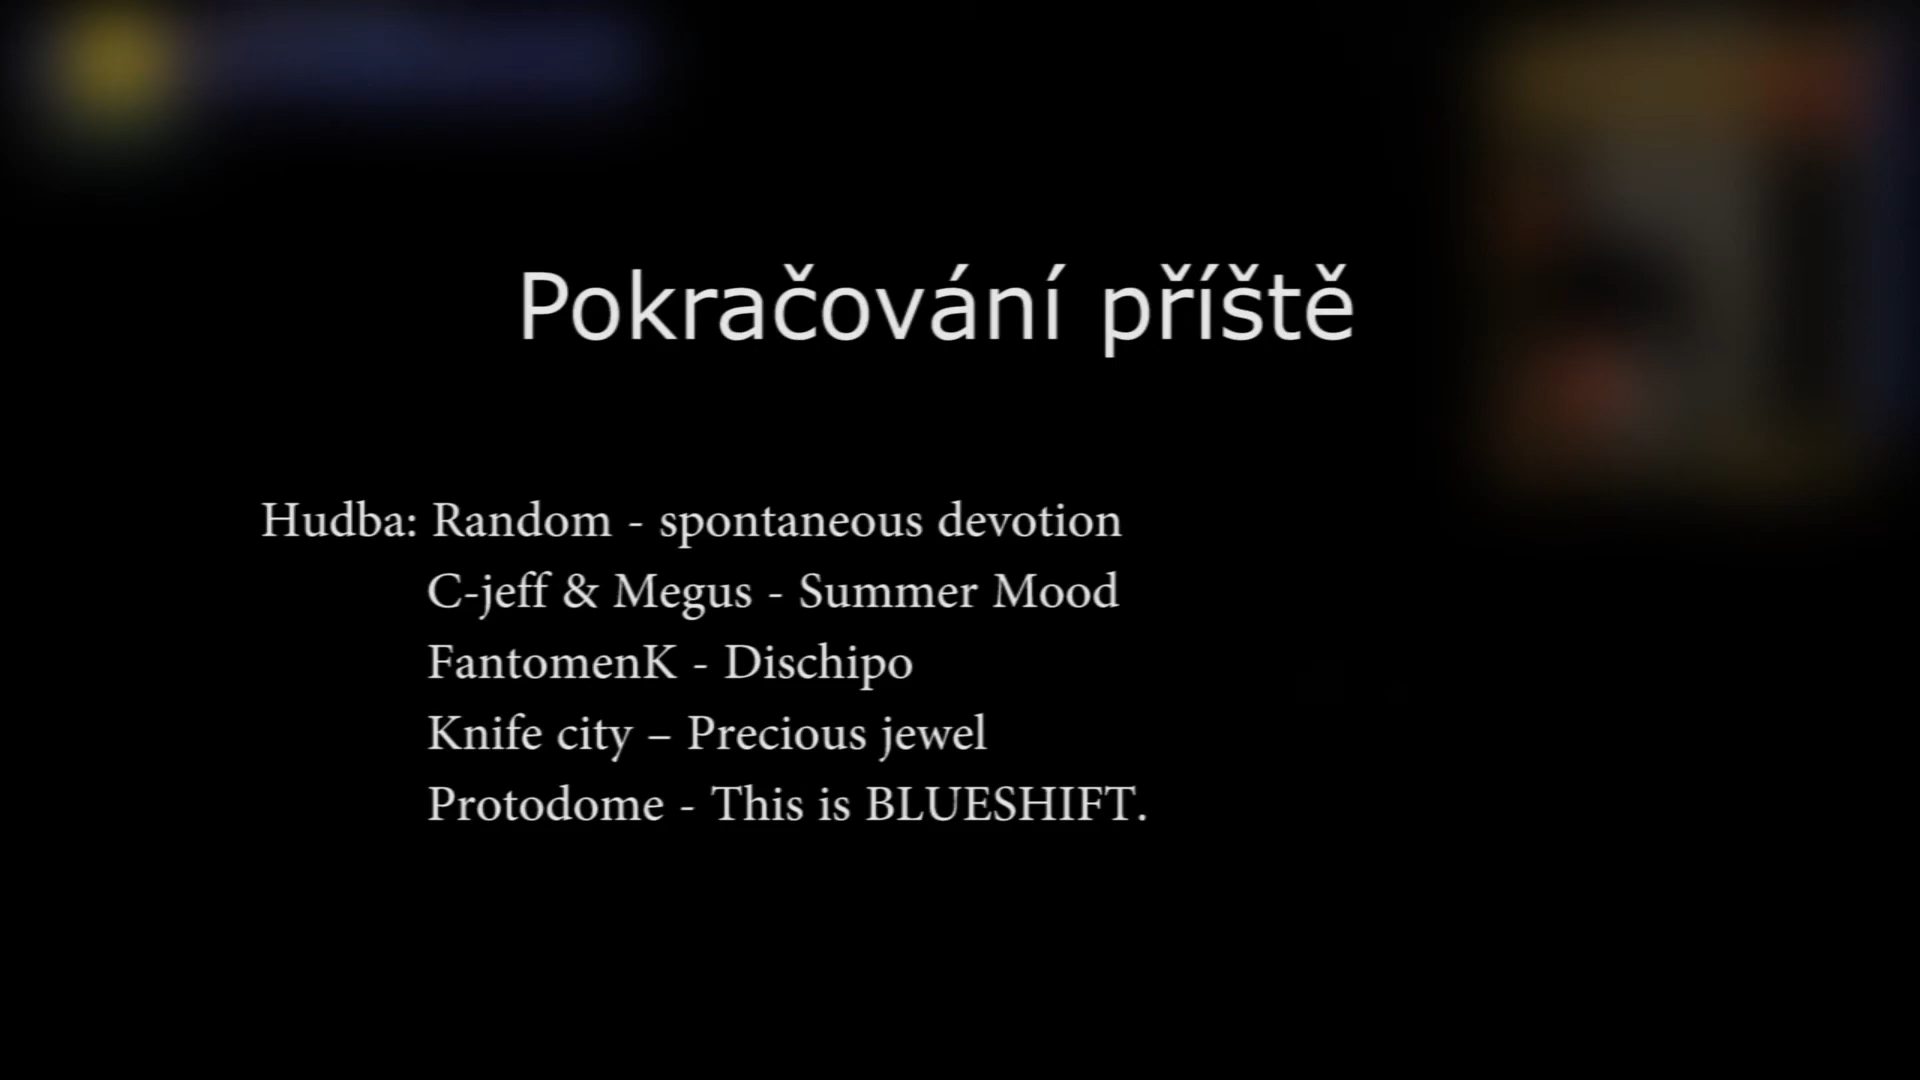 Pokračování příště
Hudba: Random - spontaneous devotion
C-jeff & Megus - Summer Mood
FantomenK - Dischipo
Knife city – Precious jewel
Protodome - This is BLUESHIFT.